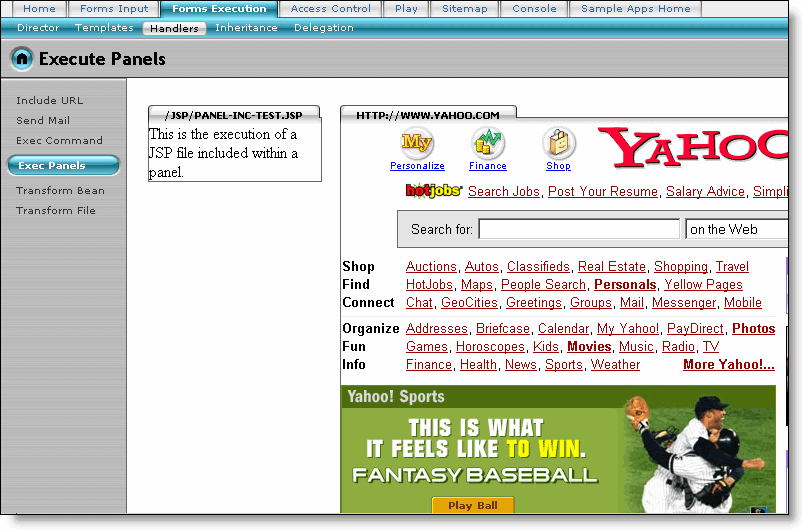 Home Forms Input Forms Execution Access Control Play Sitemap Console Sample Apps Home
Director Templates Handlers Inheritance Delegation
Execute Panels
Include URL
Send Mail
Exec Command
Exec Panels
Transform Bean
Transform File
/JSP/PANEL-INC-TEST.JSP
This is the execution of a
JSP file included within a
panel.
HTTP://WWW.YAHOO.COM
My
Personalize Finance Shop
YAHOO
hotjobs Search Jobs, Post Your Resume, Salary Advice, Simpli
Search for: on the Web
Shop Auctions, Autos, Classifieds, Real Estate, Shopping, Travel
Find HotJobs, Maps, People Search, Personals, Yellow Pages
Connect Chat, GeoCities, Greetings, Groups, Mail, Messenger, Mobile
Organize Addresses, Briefcase, Calendar, My Yahoo!, PayDirect, Photos
Fun Games, Horoscopes, Kids, Movies, Music, Radio, TV
Info Finance, Health, News, Sports, Weather More Yahoo!...
Yahoo! Sports
THIS IS WHAT
IT FEELS LIKE TO WIN.
FANTASY BASEBALL
Play Ball